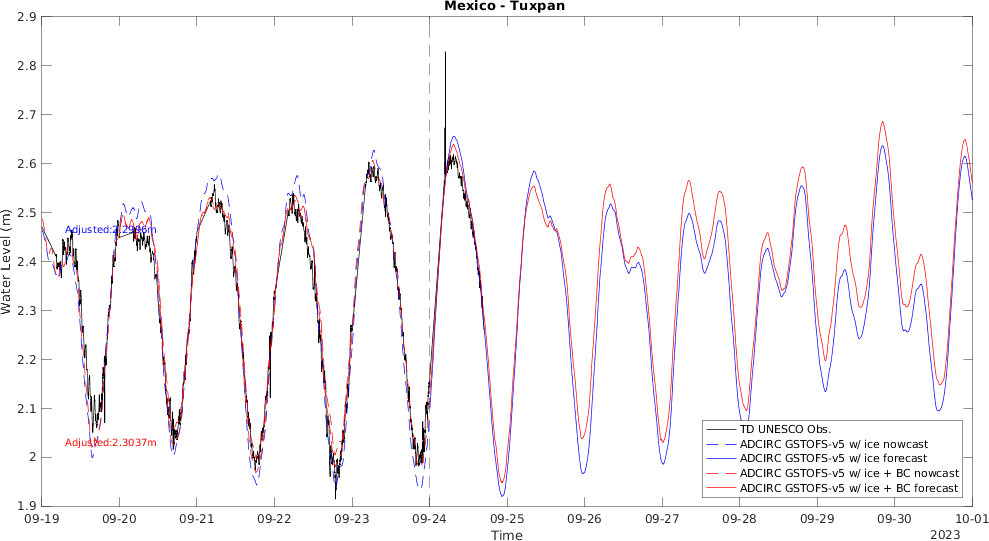 Mexico - Tuxpan
2.9
2.8
2.7
2.6
2.5
2.4
2.3
2.2
2.1
2
1.9
Water Level (m)
Adjusted:2.2996m
Adjusted:2.3037m
TD UNESCO Obs.
ADCIRC GSTOFS-v5 w/ ice nowcast
ADCIRC GSTOFS-v5 w/ ice forecast
ADCIRC GSTOFS-v5 w/ ice + BC nowcast
ADCIRC GSTOFS-v5 w/ ice + BC forecast
09-19 09-20 09-21 09-22 09-23 09-24 09-25 09-26 09-27 09-28 09-29 09-30 10-01
Time
2023